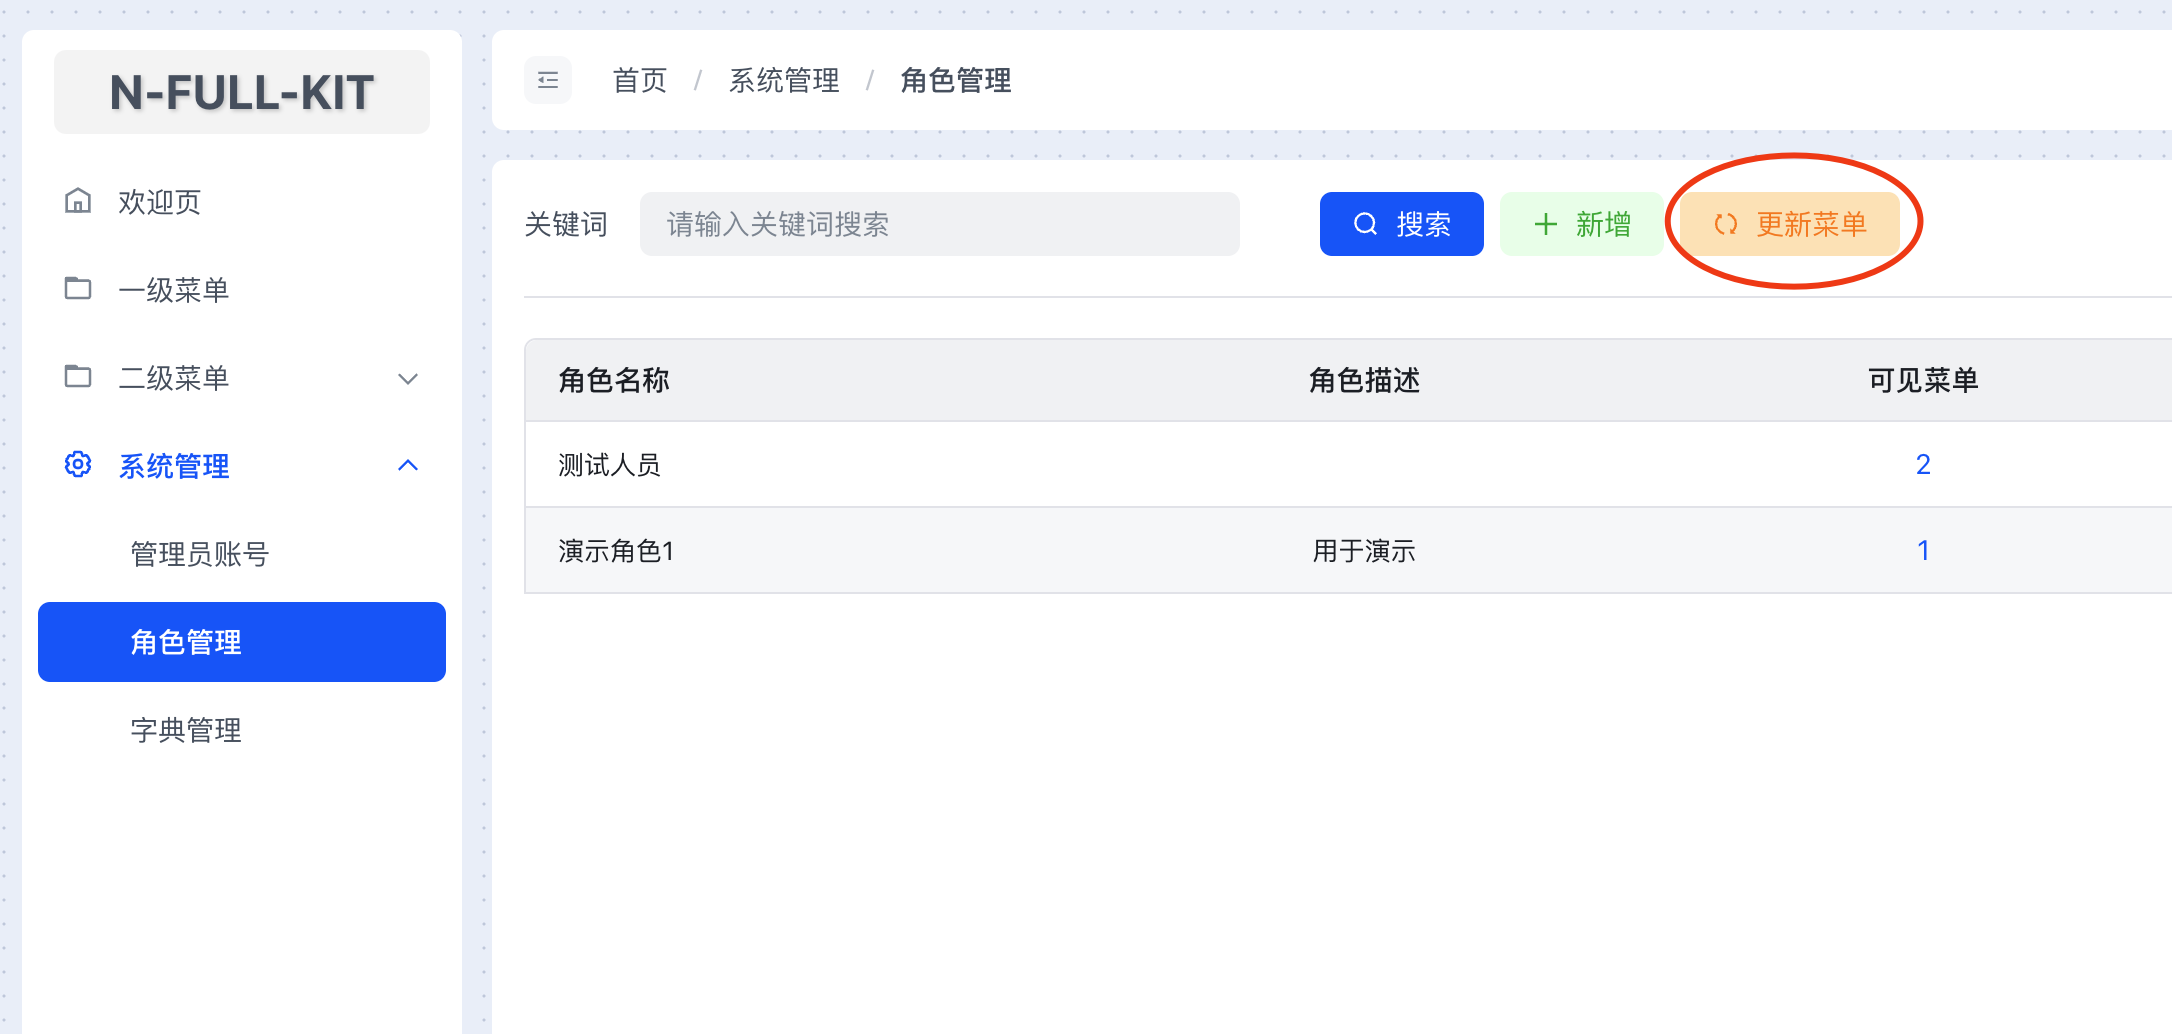 N-FULL-KIT
欢迎页
一级菜单
二级菜单
系统管理
管理员账号
角色管理
字典管理
首页 / 系统管理 / 角色管理
关键词 请输入关键词搜索 搜索 新增 更新菜单
角色名称 角色描述 可见菜单
测试人员 2
演示角色1 用于演示 1